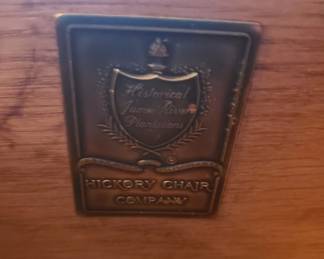 Historical
James River
Plantations
®
HICKORY CHAIR
COMPANY